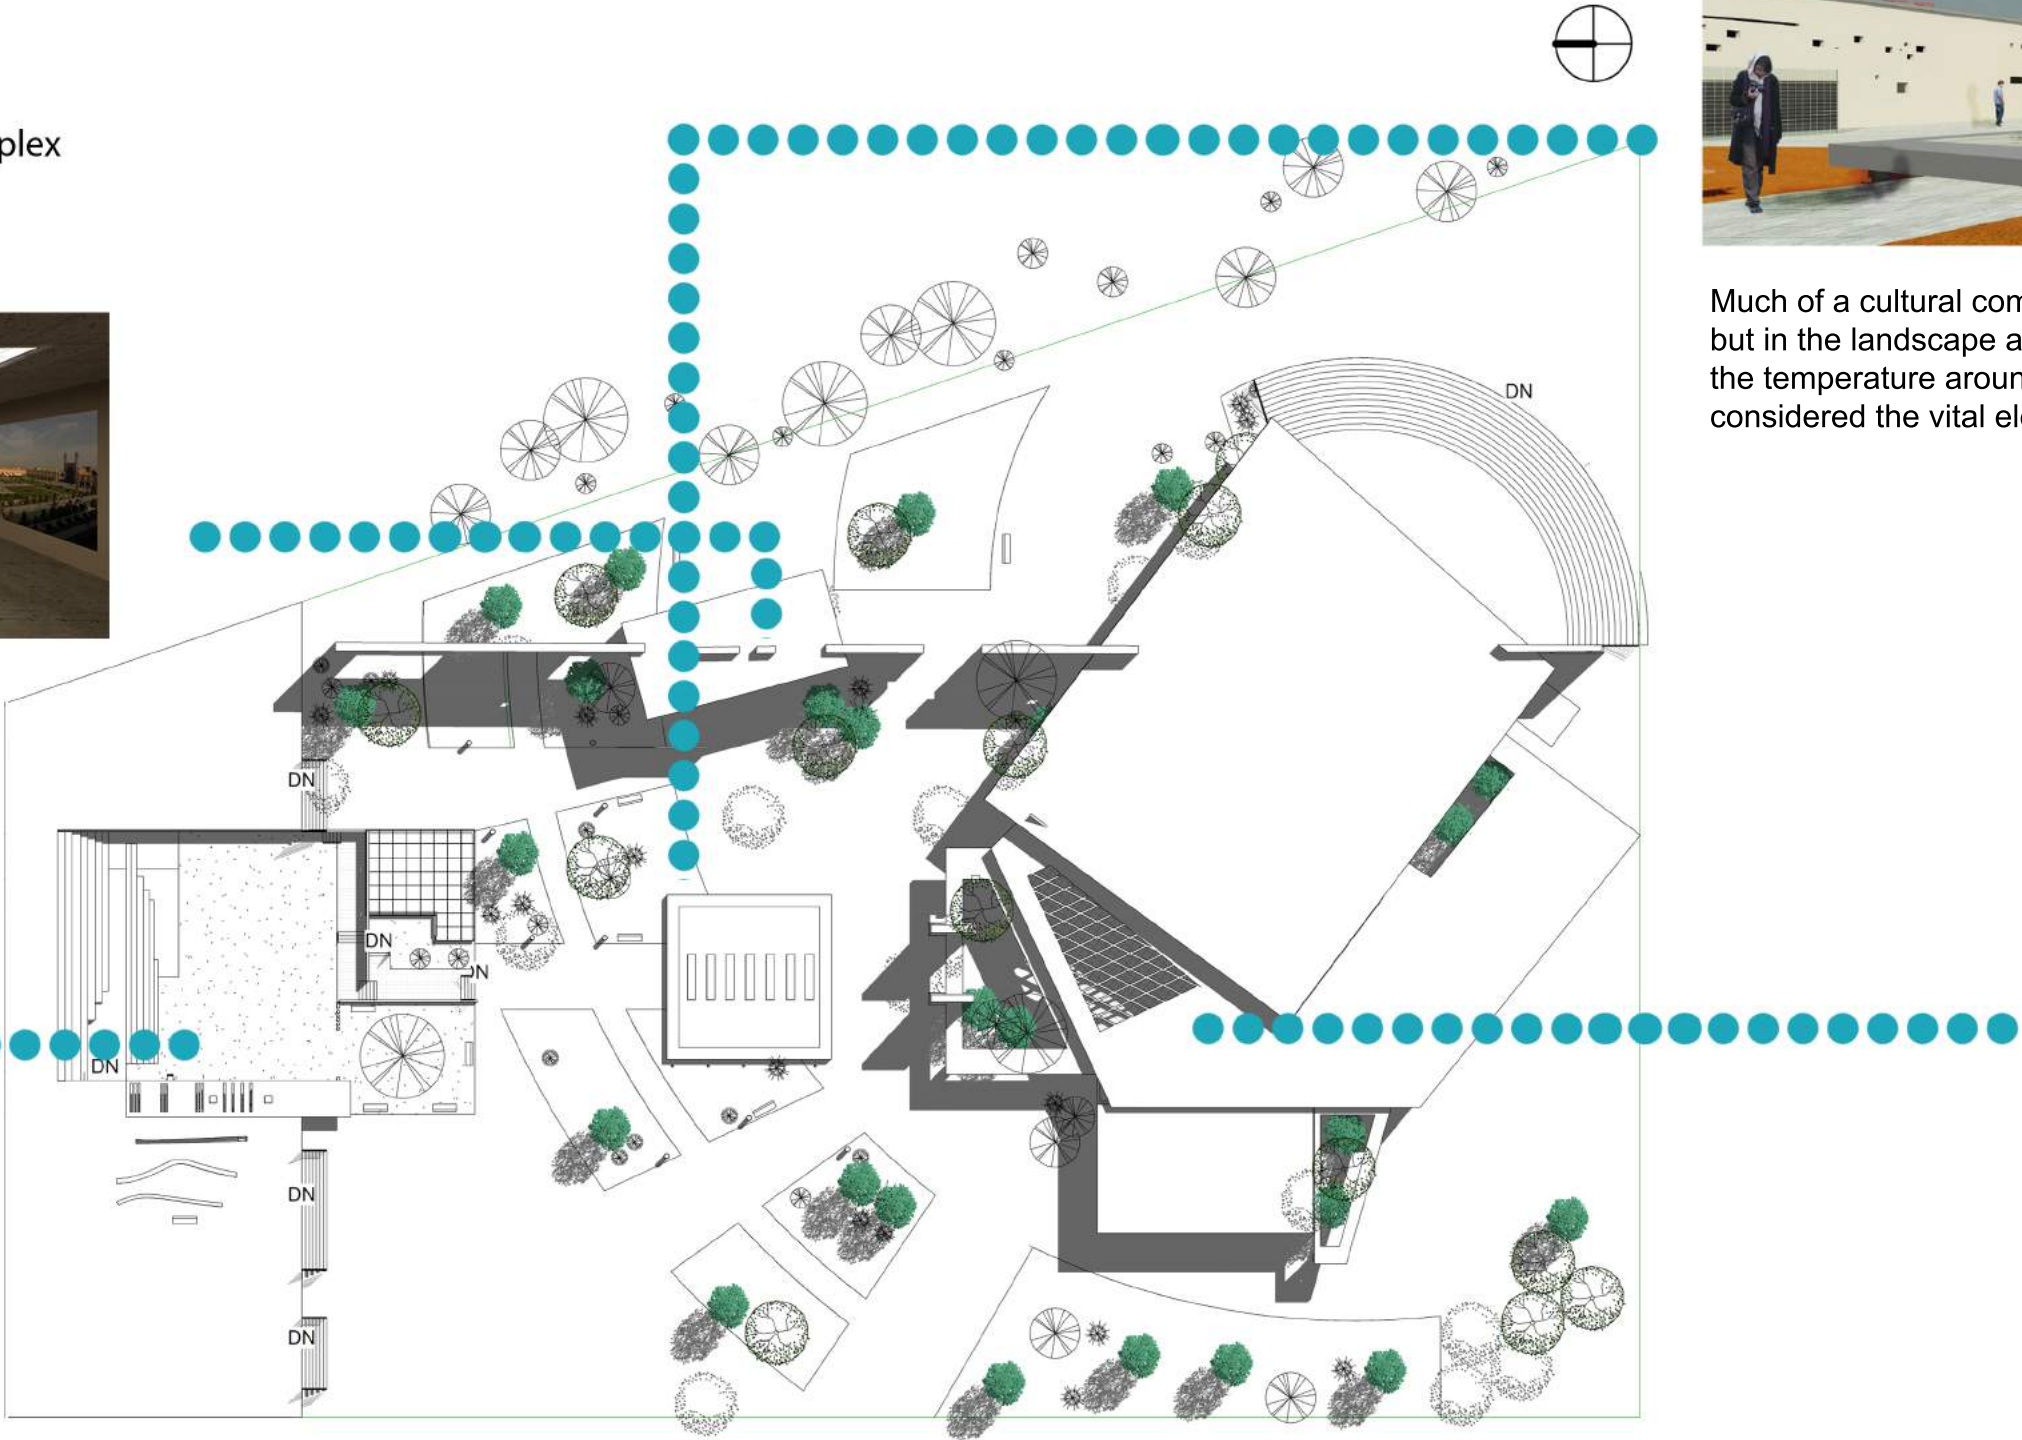 plex
Much of a cultural com
but in the landscape a
the temperature aroun
considered the vital el
DN
DN
DN
DN
DN
DN
DN